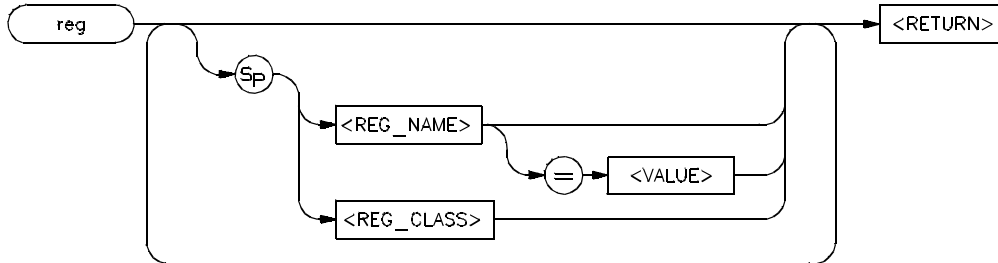 reg
<RETURN>
Sp
<REG_NAME>
=
<VALUE>
<REG_CLASS>